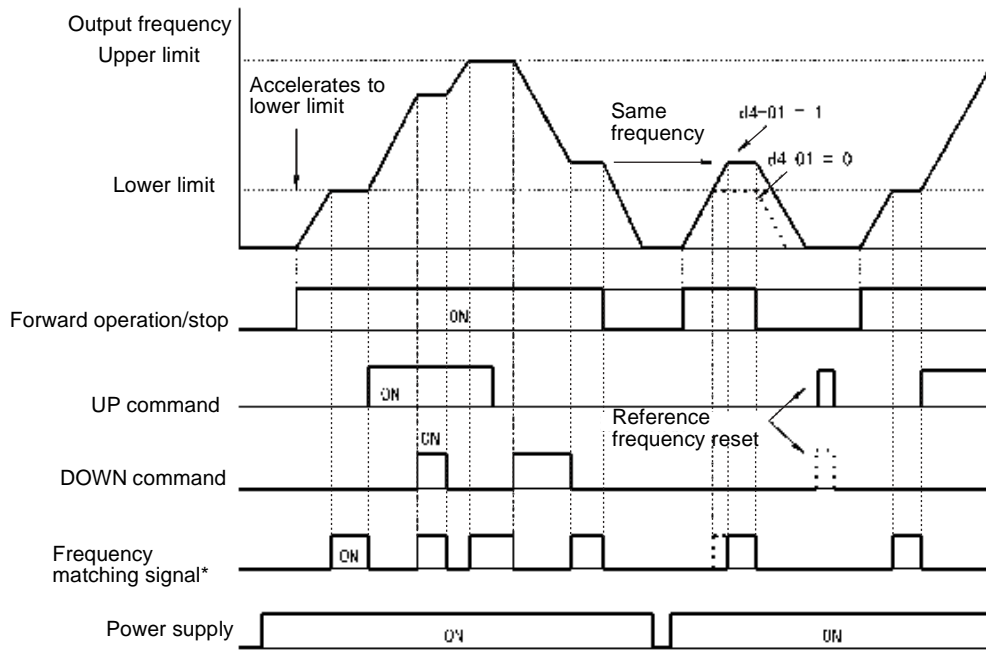 Output frequency
Upper limit
Accelerates to
lower limit
Same
frequency
d4-01 = 1
d4 01 = 0
Lower limit
Forward operation/stop
ON
UP command
ON
Reference
frequency reset
ON
DOWN command
Frequency
matching signal*
ON
Power supply
ON
ON